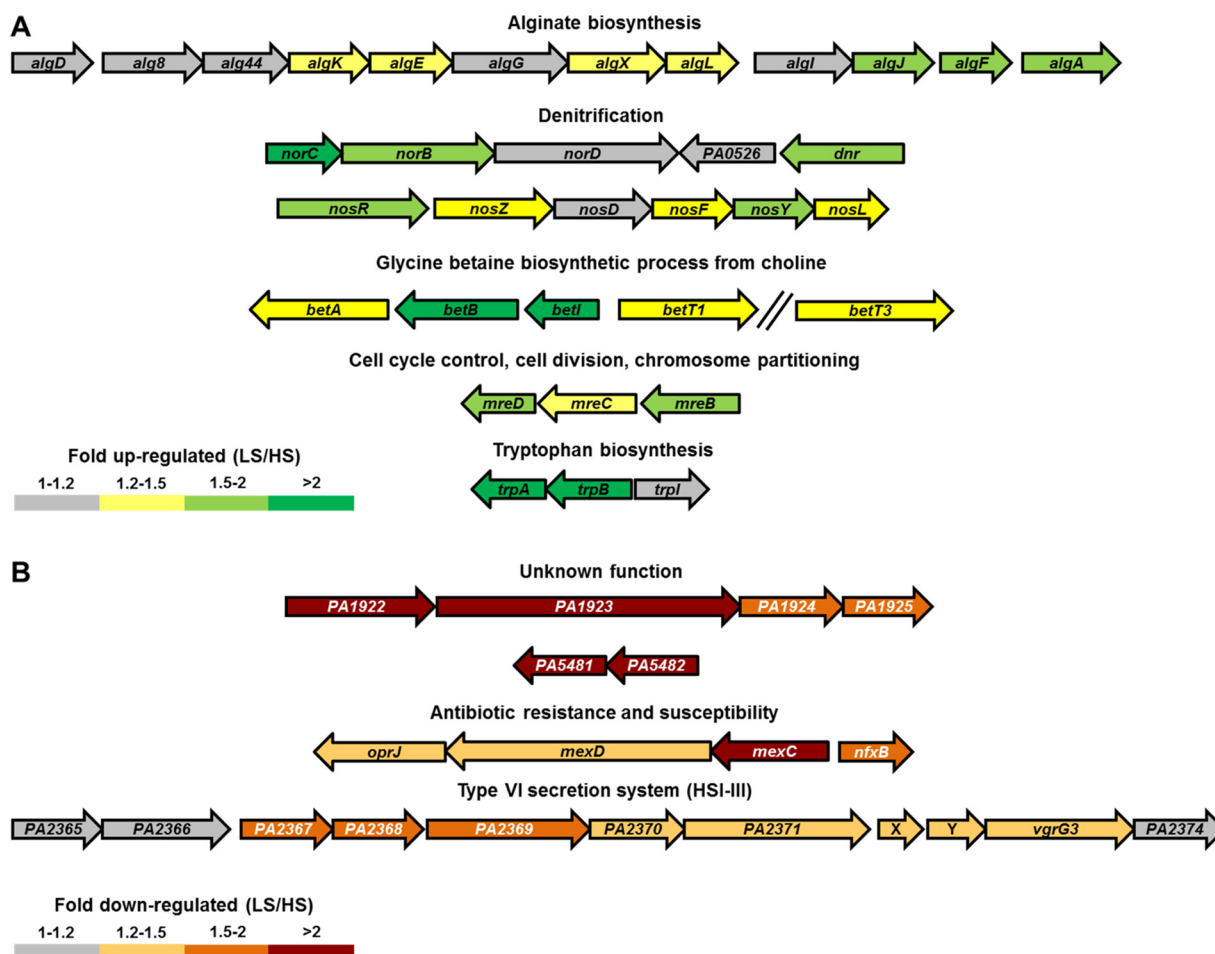 A
Alginate biosynthesis
algD alg8 alg44 algK algE algG algX algL algI algJ algF algA
Denitrification
norC norB norD PA0526 dnr
nosR nosZ nosD nosF nosY nosL
Glycine betaine biosynthetic process from choline
betA betB betI betT1 betT3
Cell cycle control, cell division, chromosome partitioning
mreD mreC mreB
Tryptophan biosynthesis
trpA trpB trpI
Fold up-regulated (LS/HS)
1-1.2 1.2-1.5 1.5-2 >2
B
Unknown function
PA1922 PA1923 PA1924 PA1925
PA5481 PA5482
Antibiotic resistance and susceptibility
oprJ mexD mexC nfxB
Type VI secretion system (HSI-III)
PA2365 PA2366 PA2367 PA2368 PA2369 PA2370 PA2371 X Y vgrG3 PA2374
Fold down-regulated (LS/HS)
1-1.2 1.2-1.5 1.5-2 >2